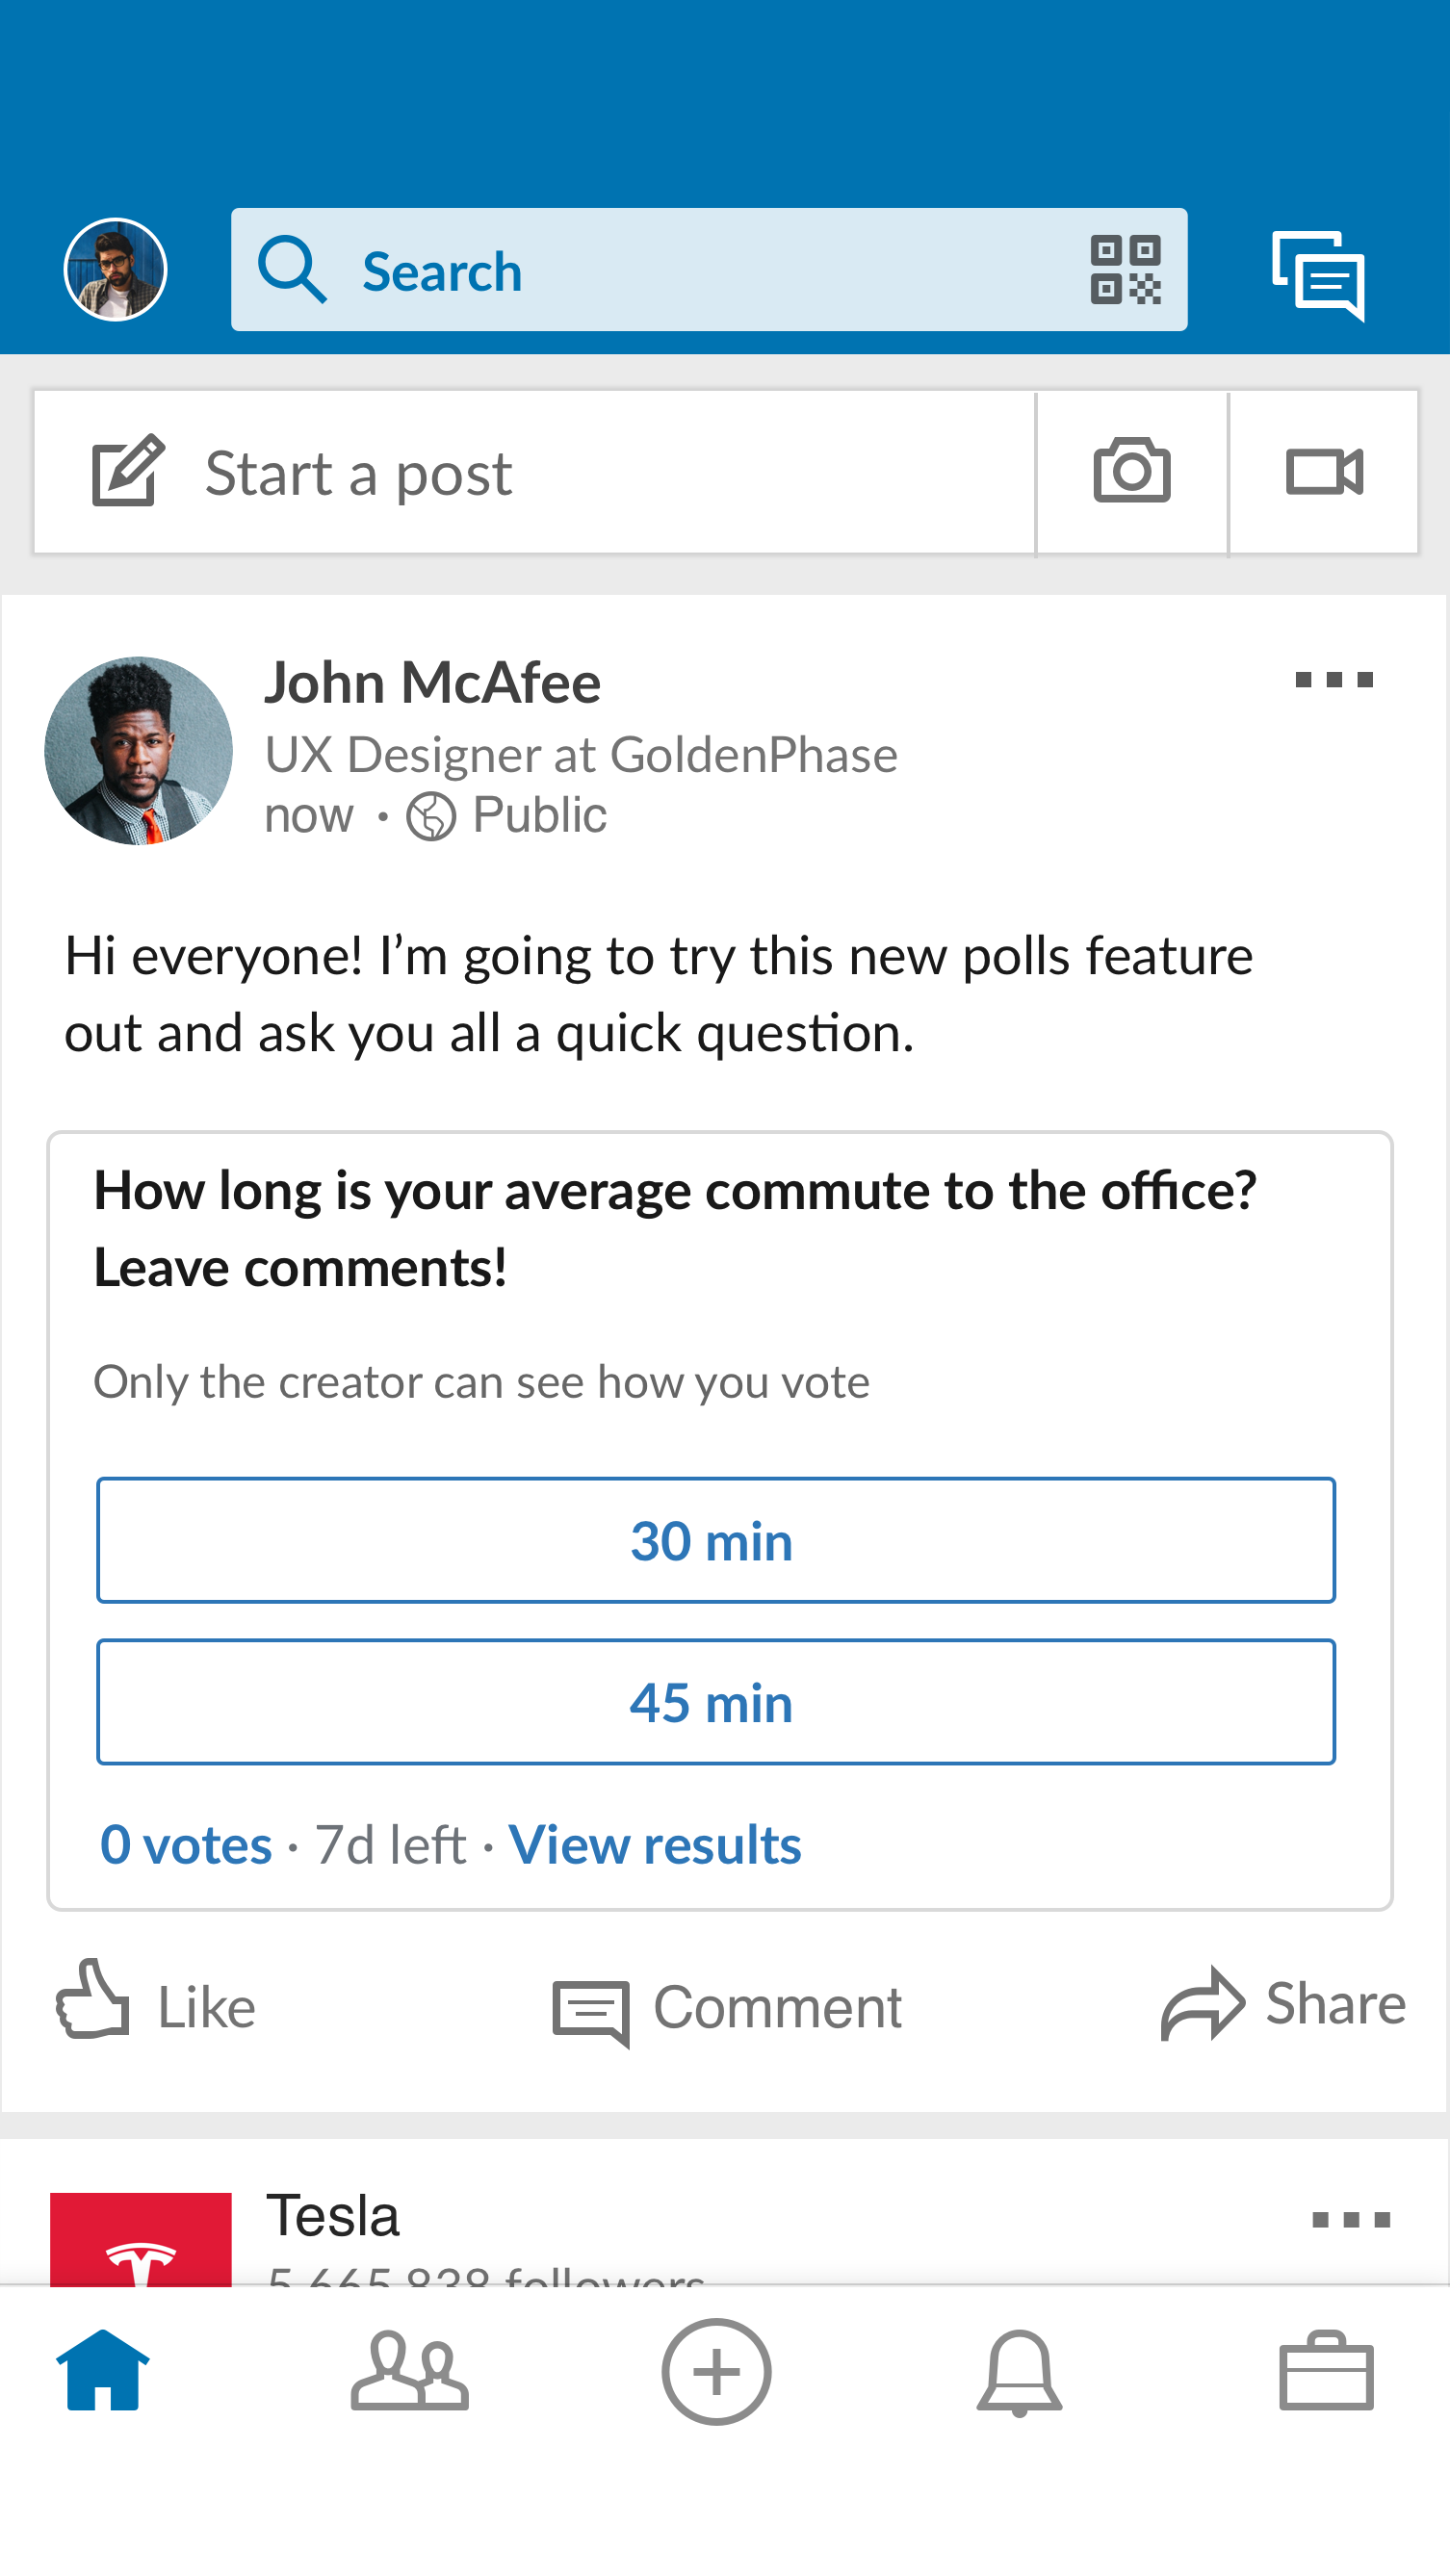 Search
Start a post
John McAfee
UX Designer at GoldenPhase
now · Public
Hi everyone! I’m going to try this new polls feature
out and ask you all a quick question.
How long is your average commute to the office?
Leave comments!
Only the creator can see how you vote
30 min
45 min
0 votes · 7d left · View results
Like
Comment
Share
Tesla
5,665,838 followers